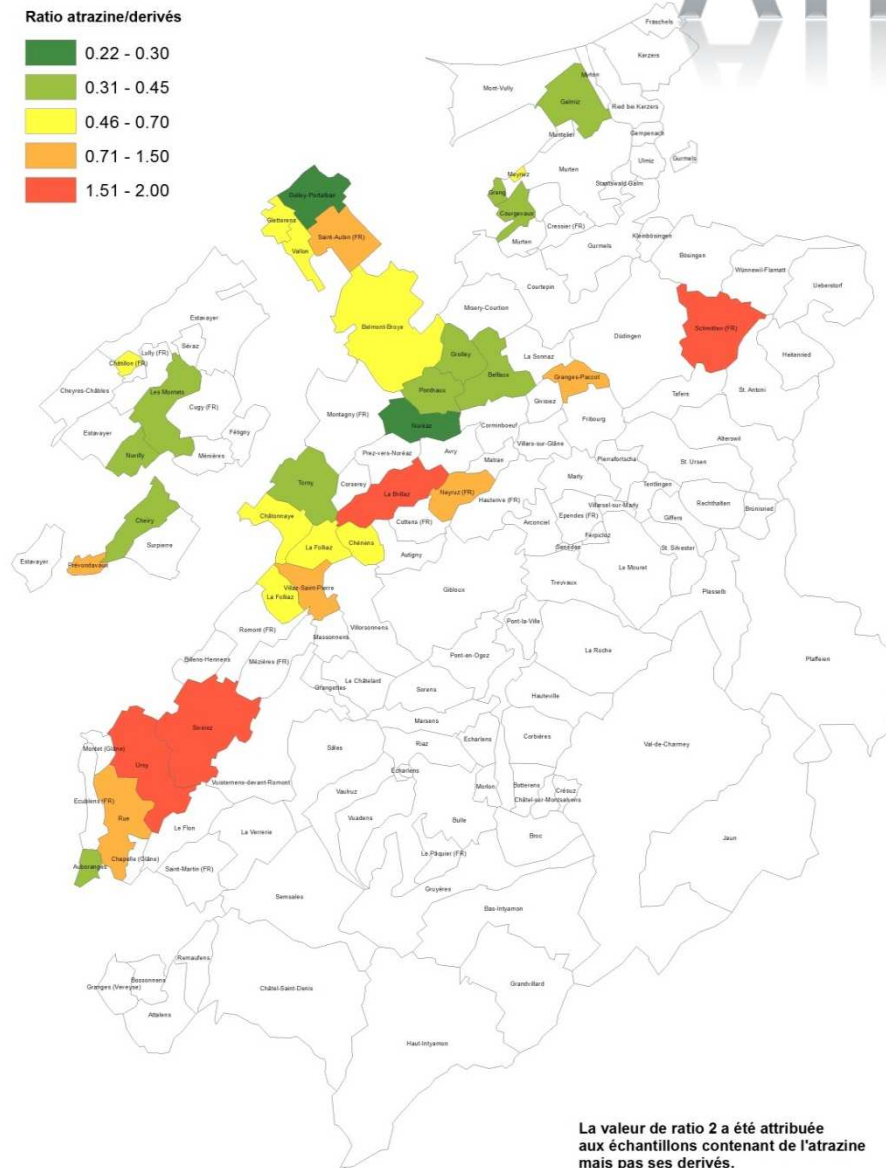 Ratio atrazine/derivés
0.22 - 0.30
0.31 - 0.45
0.46 - 0.70
0.71 - 1.50
1.51 - 2.00
Fräschels
Kerzers
Mont-Vully
Galmiz
Ried bei Kerzers
Gempenach
Muntelier
Ulmiz
Gurmels
Meyriez
Murten
Staatswald Galm
Greng
Courgevaux
Cressier (FR)
Murten
Gurmels
Kleinbösingen
Bösingen
Wünnewil-Flamatt
Ueberstorf
Delley-Portalban
Gletterens
Saint-Aubin (FR)
Vallon
Courtepin
Misery-Courtion
Belmont-Broye
Schmitten (FR)
Düdingen
Heitenried
Estavayer
Lully (FR)
Sévaz
Châtillon (FR)
Cheyres-Châbles
Les Montets
Cugy (FR)
Estavayer
Fétigny
Nuvilly
Ménières
Grolley
Belfaux
La Sonnaz
Ponthaux
Granges-Paccot
Givisiez
Tafers
St. Antoni
Montagny (FR)
Noréaz
Fribourg
Corminboeuf
Villars-sur-Glâne
Alterswil
Prez-vers-Noréaz
Avry
Matran
Pierrafortscha
St. Ursen
Torny
Corserey
La Brillaz
Neyruz (FR)
Marly
Tentlingen
Hauterive (FR)
Villarsel-sur-Marly
Rechthalten
Brünisried
Châtonnaye
Cottens (FR)
Arconciel
Ependes (FR)
Giffers
Ferpicloz
Cheiry
Surpierre
Estavayer
Prévondavaux
La Folliaz
Chénens
Autigny
Senèdes
St. Silvester
Le Mouret
Treyvaux
Gibloux
Plasselb
La Folliaz
Villaz-Saint-Pierre
Romont (FR)
Massonnens
Villorsonnens
Pont-la-Ville
La Roche
Plaffeien
Billens-Hennens
Mézières (FR)
Pont-en-Ogoz
Le Châtelard
Grangettes
Sorens
Hauteville
Siviriez
Marsens
Corbières
Val-de-Charmey
Montet (Glâne)
Ursy
Sâles
Riaz
Echarlens
Echarlens
Vuisternens-devant-Romont
Morlon
Botterens
Crésuz
Châtel-sur-Montsalvens
Ecublens (FR)
Rue
Vaulruz
Vuadens
Bulle
Le Flon
La Verrerie
Broc
Jaun
Auboranges
Chapelle (Glâne)
Saint-Martin (FR)
Le Pâquier (FR)
Gruyères
Semsales
Bas-Intyamon
Remaufens
Bossonnens
Granges (Veveyse)
Attalens
Châtel-Saint-Denis
Grandvillard
Haut-Intyamon
La valeur de ratio 2 a été attribuée
aux échantillons contenant de l'atrazine
mais pas ses derivés.